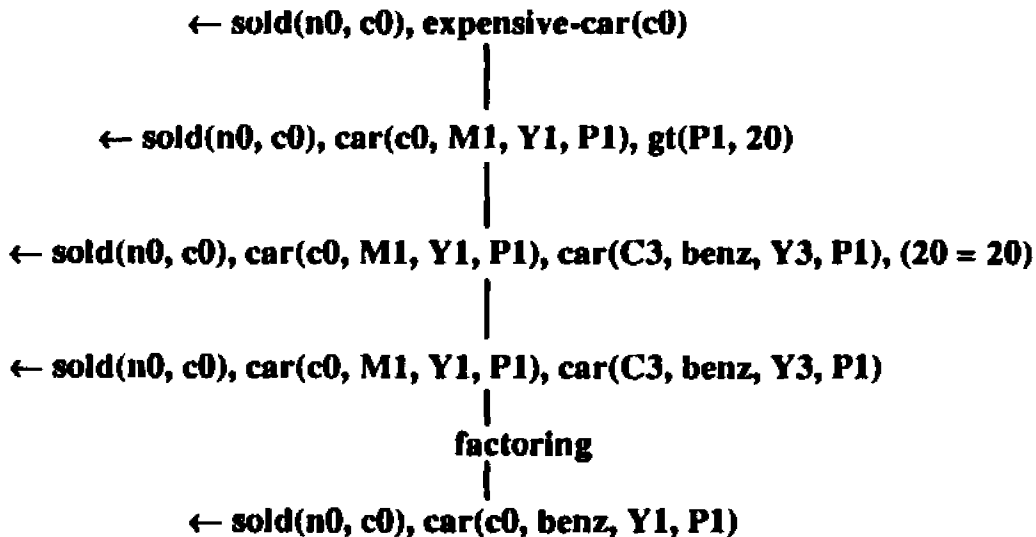 ← sold(n0, c0), expensive-car(c0)
← sold(n0, c0), car(c0, M1, Y1, P1), gt(P1, 20)
← sold(n0, c0), car(c0, M1, Y1, P1), car(C3, benz, Y3, P1), (20 = 20)
← sold(n0, c0), car(c0, M1, Y1, P1), car(C3, benz, Y3, P1)
factoring
← sold(n0, c0), car(c0, benz, Y1, P1)